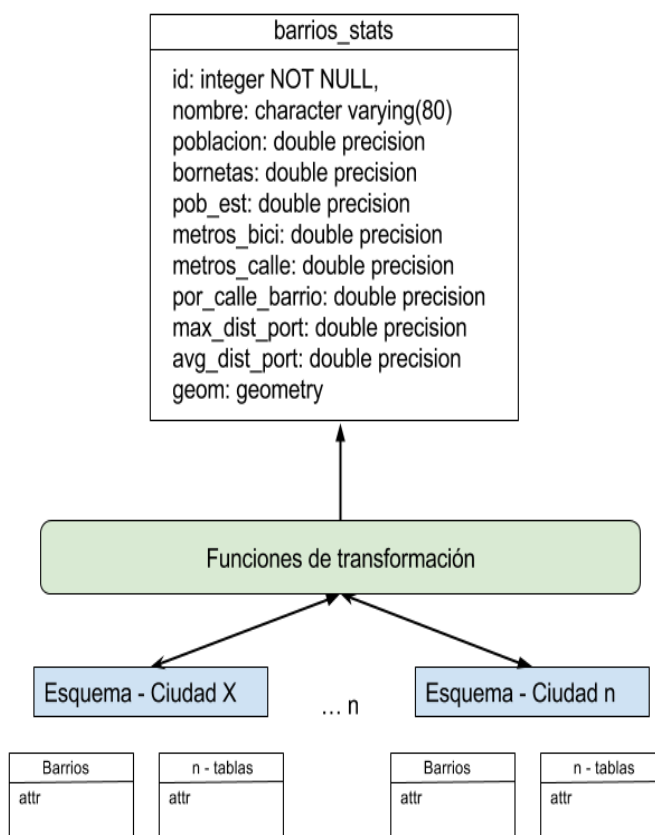 barrios_stats
id: integer NOT NULL,
nombre: character varying(80)
poblacion: double precision
bornetas: double precision
pob_est: double precision
metros_bici: double precision
metros_calle: double precision
por_calle_barrio: double precision
max_dist_port: double precision
avg_dist_port: double precision
geom: geometry
Funciones de transformación
Esquema - Ciudad X
... n
Esquema - Ciudad n
Barrios
attr
n - tablas
attr
Barrios
attr
n - tablas
attr